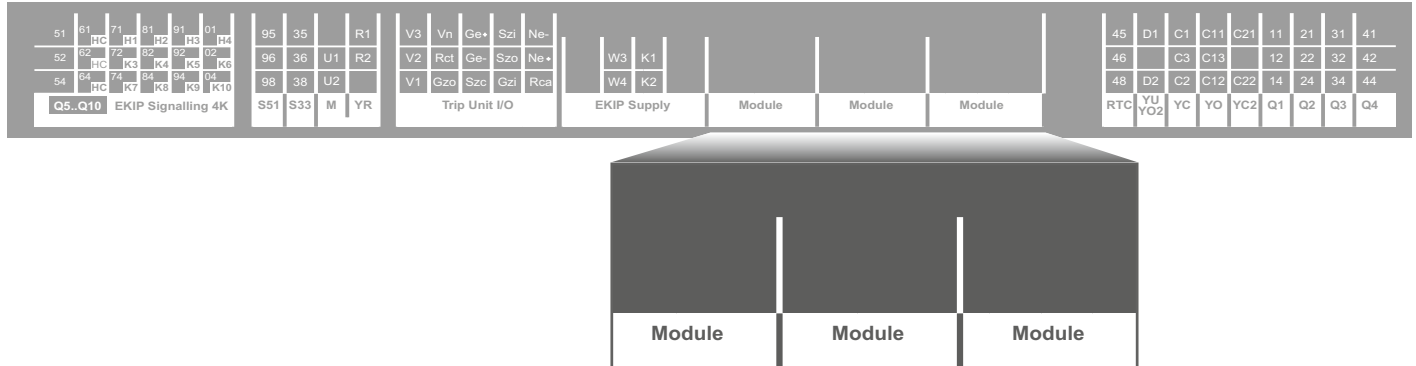 51 61 HC 71 H1 81 H2 91 H3 01 H4 95 35 R1 V3 Vn Ge+ Szi Ne- 45 D1 C1 C11 C21 11 21 31 41
52 62 HC 72 K3 82 K4 92 K5 02 K6 96 36 U1 R2 V2 Rct Ge- Szo Ne+ W3 K1 46 C3 C13 12 22 32 42
54 64 HC 74 K7 84 K8 94 K9 04 K10 98 38 U2 V1 Gzo Szc Gzi Rca W4 K2 48 D2 C2 C12 C22 14 24 34 44
Q5..Q10 EKIP Signalling 4K S51 S33 M YR Trip Unit I/O EKIP Supply Module Module Module RTC YU YO2 YC YO YC2 Q1 Q2 Q3 Q4
Module Module Module